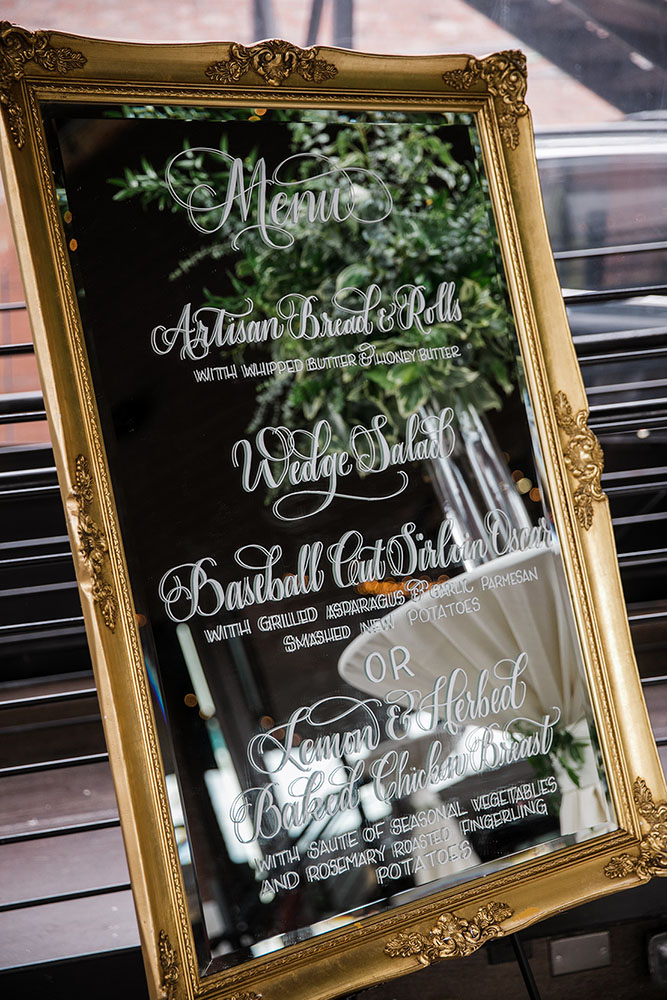 Menu
Artisan Bread & Rolls
WITH WHIPPED BUTTER & HONEY BUTTER
Wedge Salad
Baseball Cut Sirloin Oscar
WITH GRILLED ASPARAGUS & GARLIC PARMESAN
SMASHED NEW POTATOES
OR
Lemon & Herbed
Baked Chicken Breast
WITH SAUTE OF SEASONAL VEGETABLES
AND ROSEMARY ROASTED FINGERLING
POTATOES